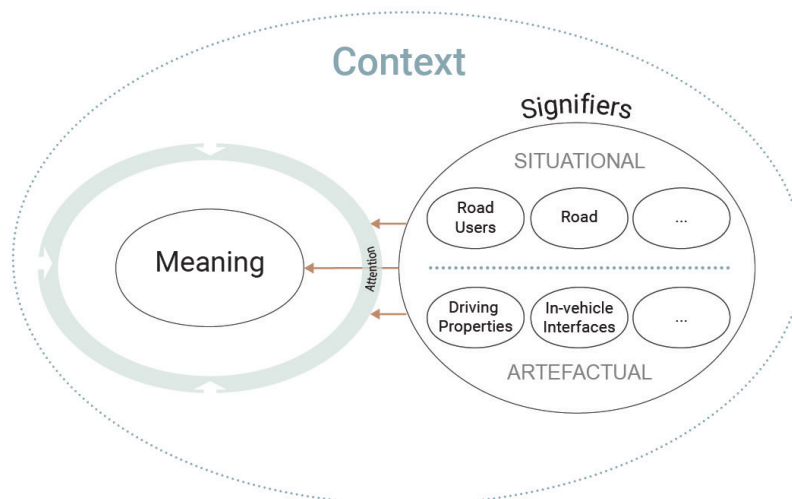 Context
Signifiers
SITUATIONAL
Road
Users
Road
...
Meaning
Attention
Driving
Properties
In-vehicle
Interfaces
...
ARTEFACTUAL